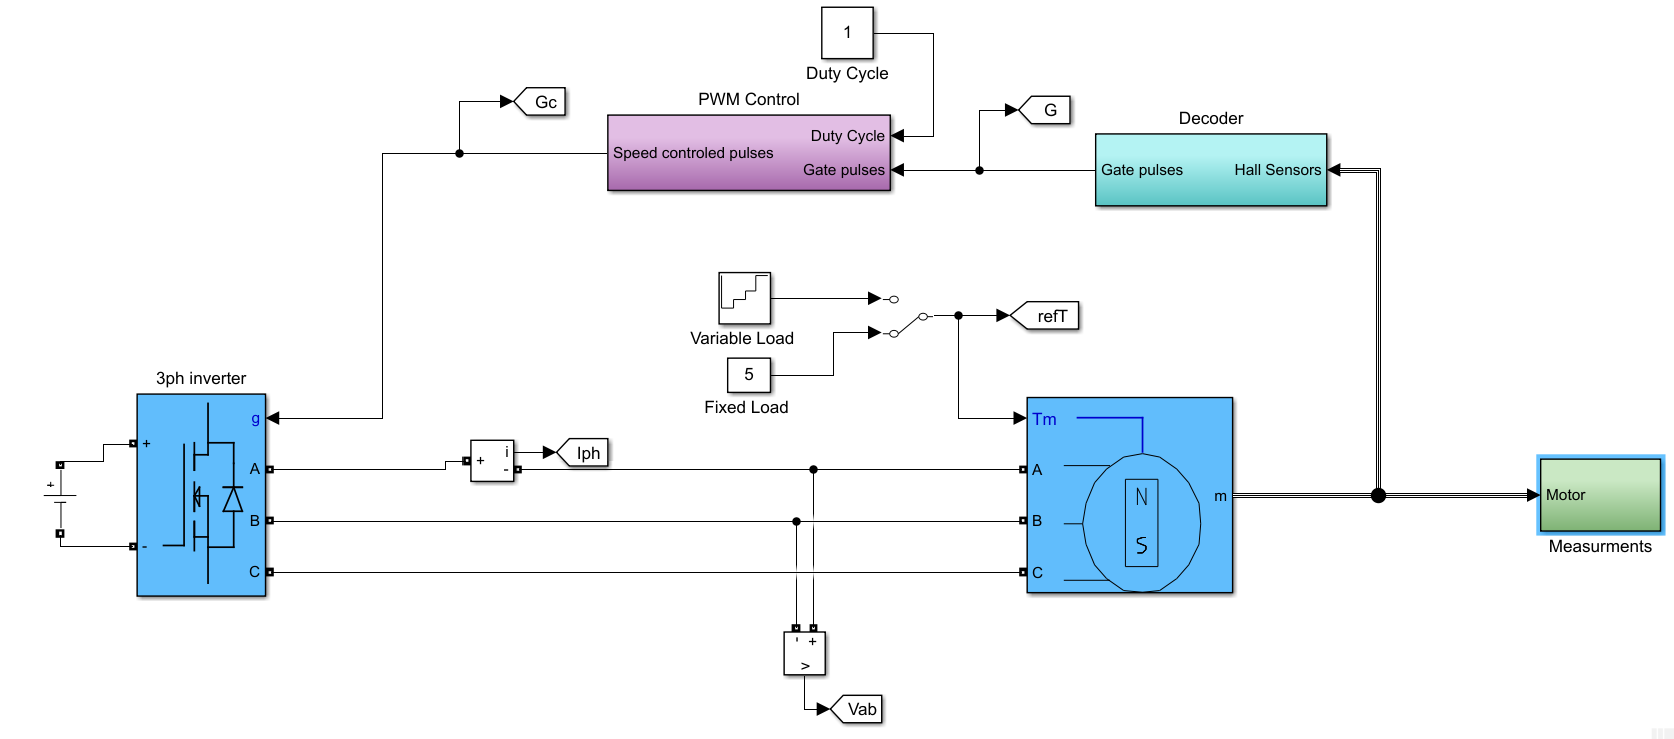 1
Duty Cycle
Gc
PWM Control
G
Decoder
Duty Cycle
Speed controled pulses
Gate pulses
Gate pulses
Hall Sensors
Variable Load
refT
5
Fixed Load
3ph inverter
g
+
A
B
-
C
+
+
i
-
Iph
Tm
A
B
C
N
S
m
Motor
Measurments
- +
>
Vab